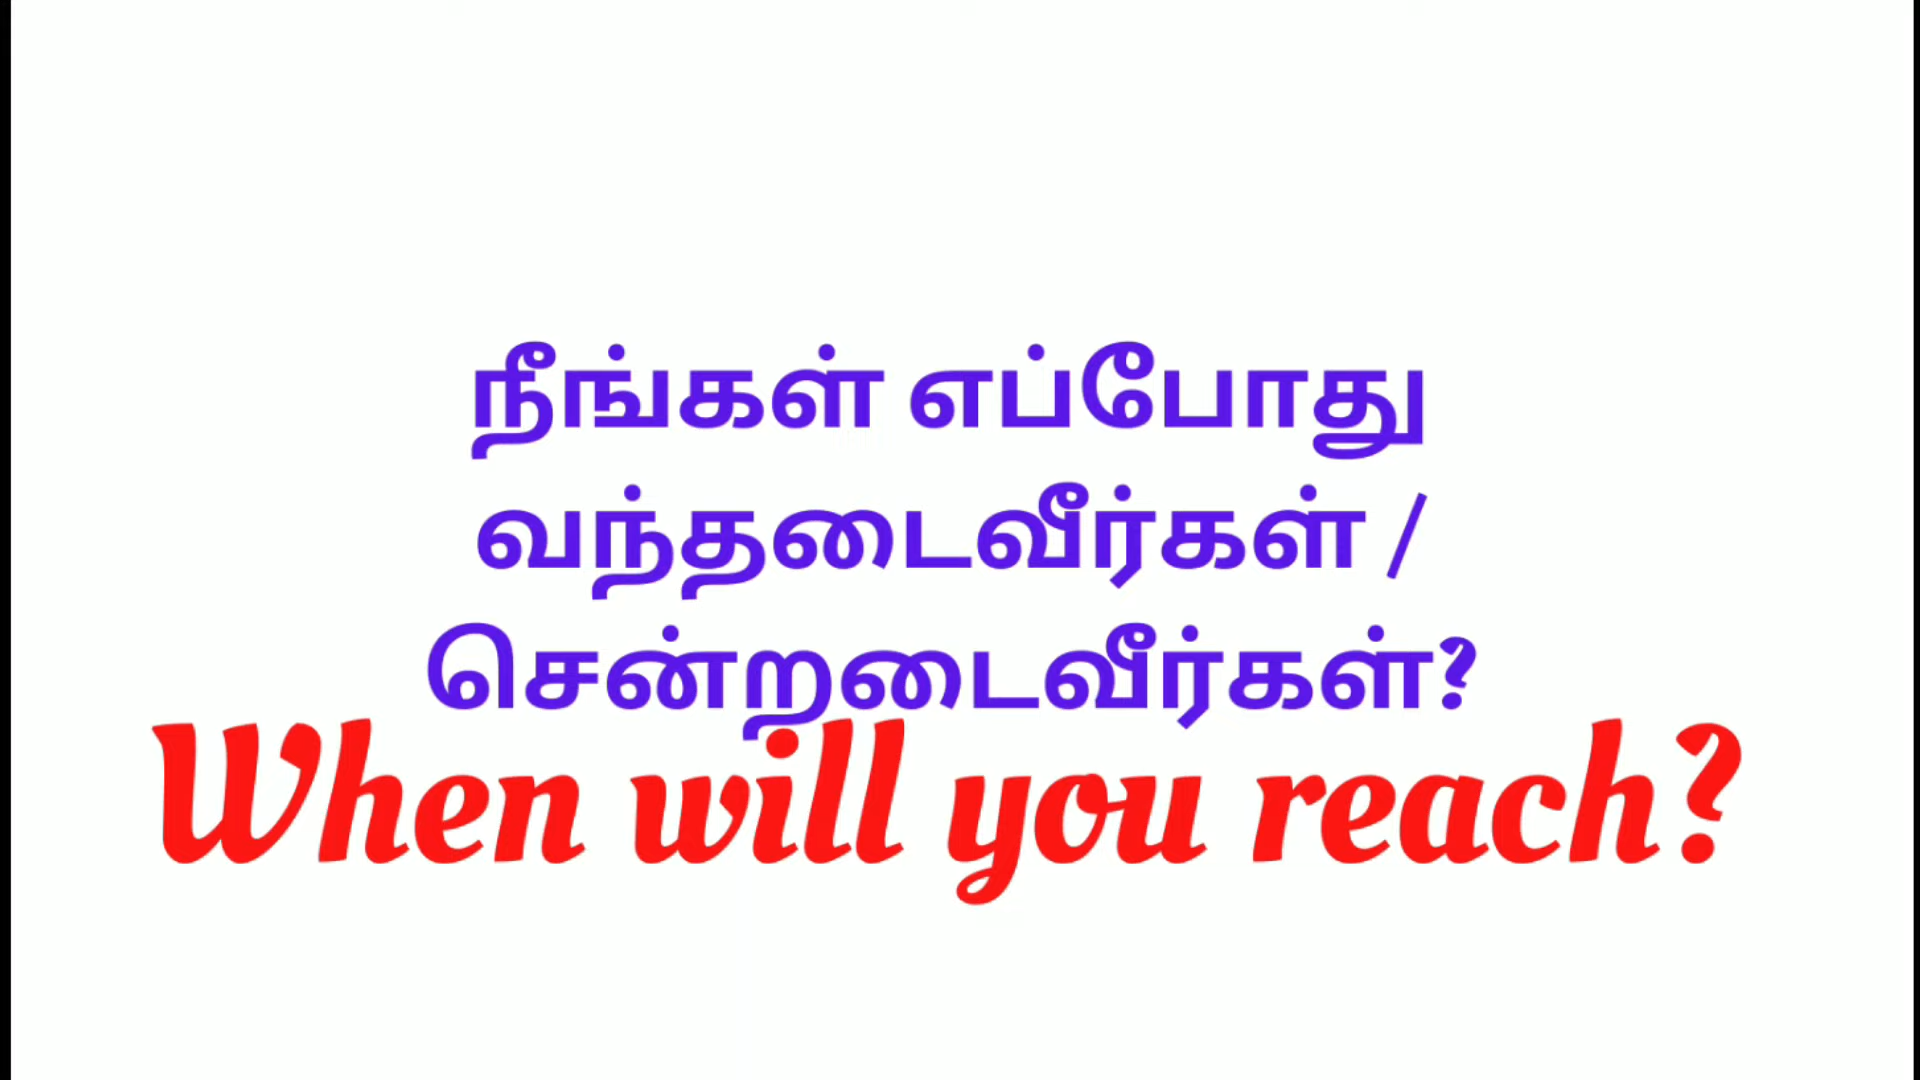 நீங்கள் எப்போது
வந்தடைவீர்கள் /
சென்றடைவீர்கள்?
When will you reach?